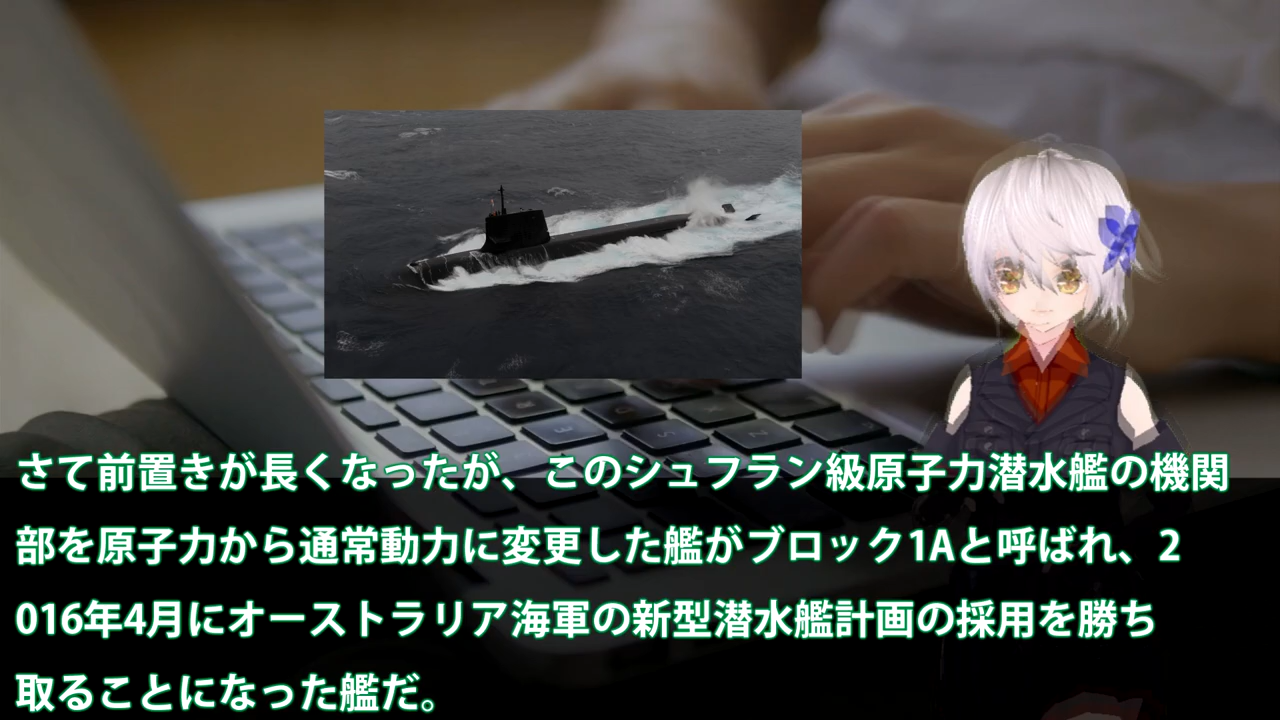 さて前置きが長くなったが、このシュフラン級原子力潜水艦の機関
部を原子力から通常動力に変更した艦がブロック1Aと呼ばれ、2
016年4月にオーストラリア海軍の新型潜水艦計画の採用を勝ち
取ることになった艦だ。